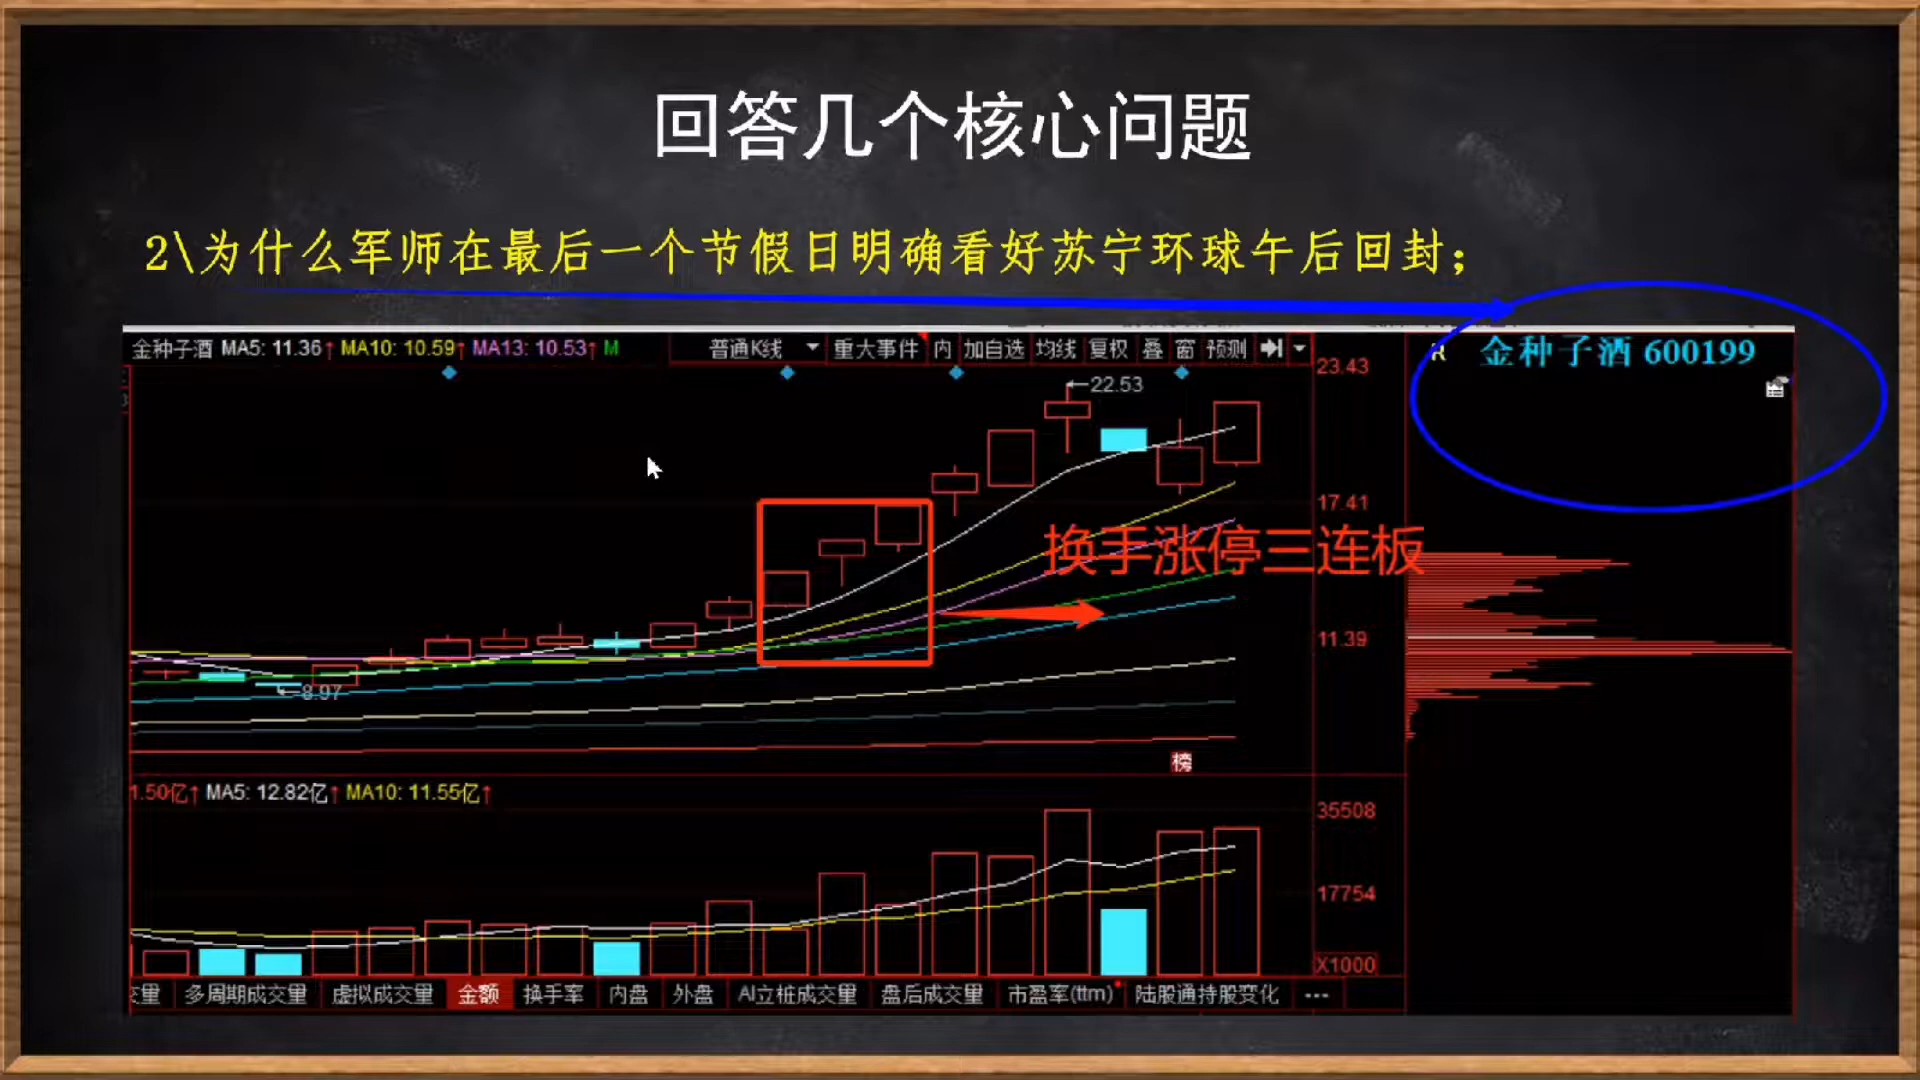 回答几个核心问题
2\为什么军师在最后一个节假日明确看好苏宁环球午后回封；
金种子酒 MA5: 11.36↑ MA10: 10.59↑ MA13: 10.53↑ M
普通K线 重大事件 内 加自选 均线 复权 叠 窗 预测
23.43
R 金种子酒 600199
←22.53
17.41
换手涨停三连板
11.39
←8.97
榜
1.50亿↑ MA5: 12.82亿↑ MA10: 11.55亿↑
35508
17754
X1000
交量 多周期成交量 虚拟成交量 金额 换手率 内盘 外盘 AI立桩成交量 盘后成交量 市盈率(ttm) 陆股通持股变化 ···